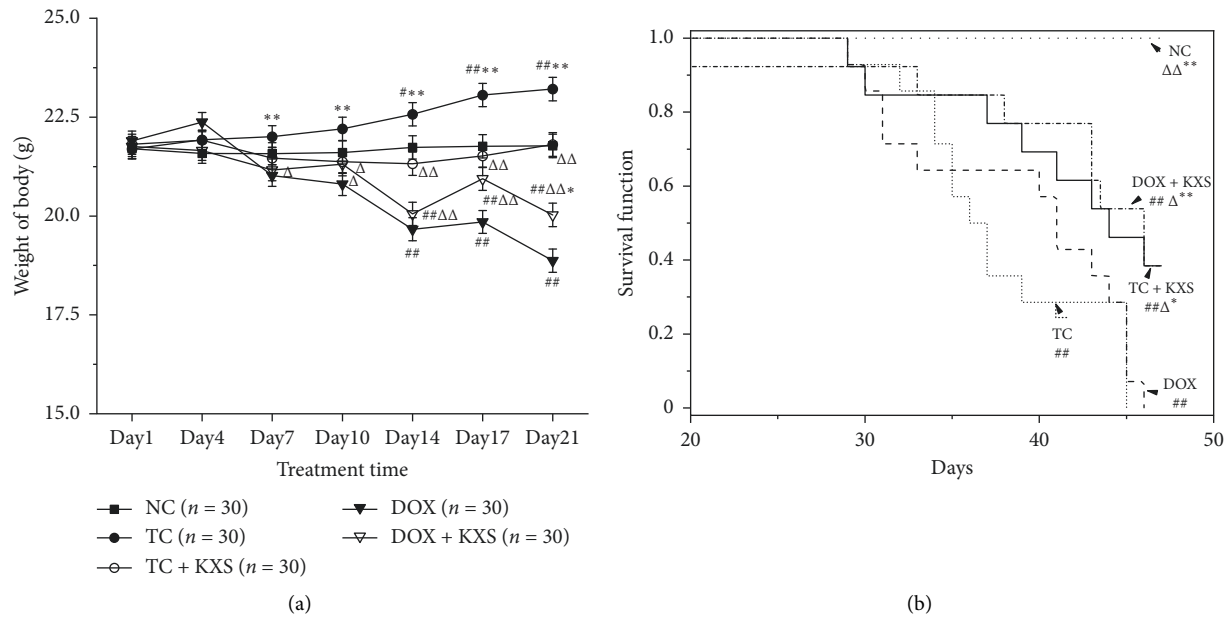 25.0
22.5
20.0
17.5
15.0
Weight of body (g)
**
**
#**
##**
##**
Δ
Δ
Δ
ΔΔ
ΔΔ
ΔΔ
##ΔΔ
##ΔΔ
##ΔΔ*
##
##
##
Day1 Day4 Day7 Day10 Day14 Day17 Day21
Treatment time
NC (n = 30)
TC (n = 30)
TC + KXS (n = 30)
DOX (n = 30)
DOX + KXS (n = 30)
(a)
1.0
0.8
0.6
0.4
0.2
0
Survival function
NC
ΔΔ**
DOX + KXS
## Δ**
TC + KXS
##Δ*
TC
##
DOX
##
20 30 40 50
Days
(b)